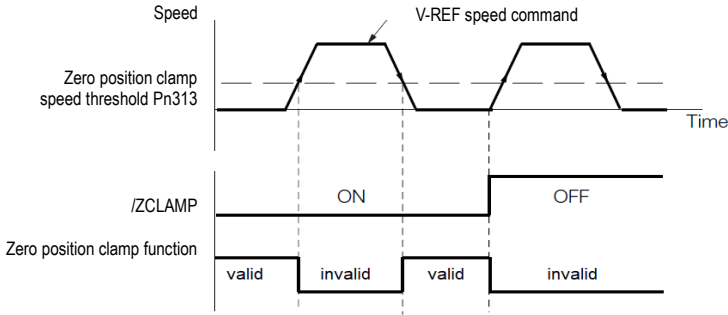 Speed
V-REF speed command
Zero position clamp
speed threshold Pn313
Time
/ZCLAMP
ON
OFF
Zero position clamp function
valid
invalid
valid
invalid